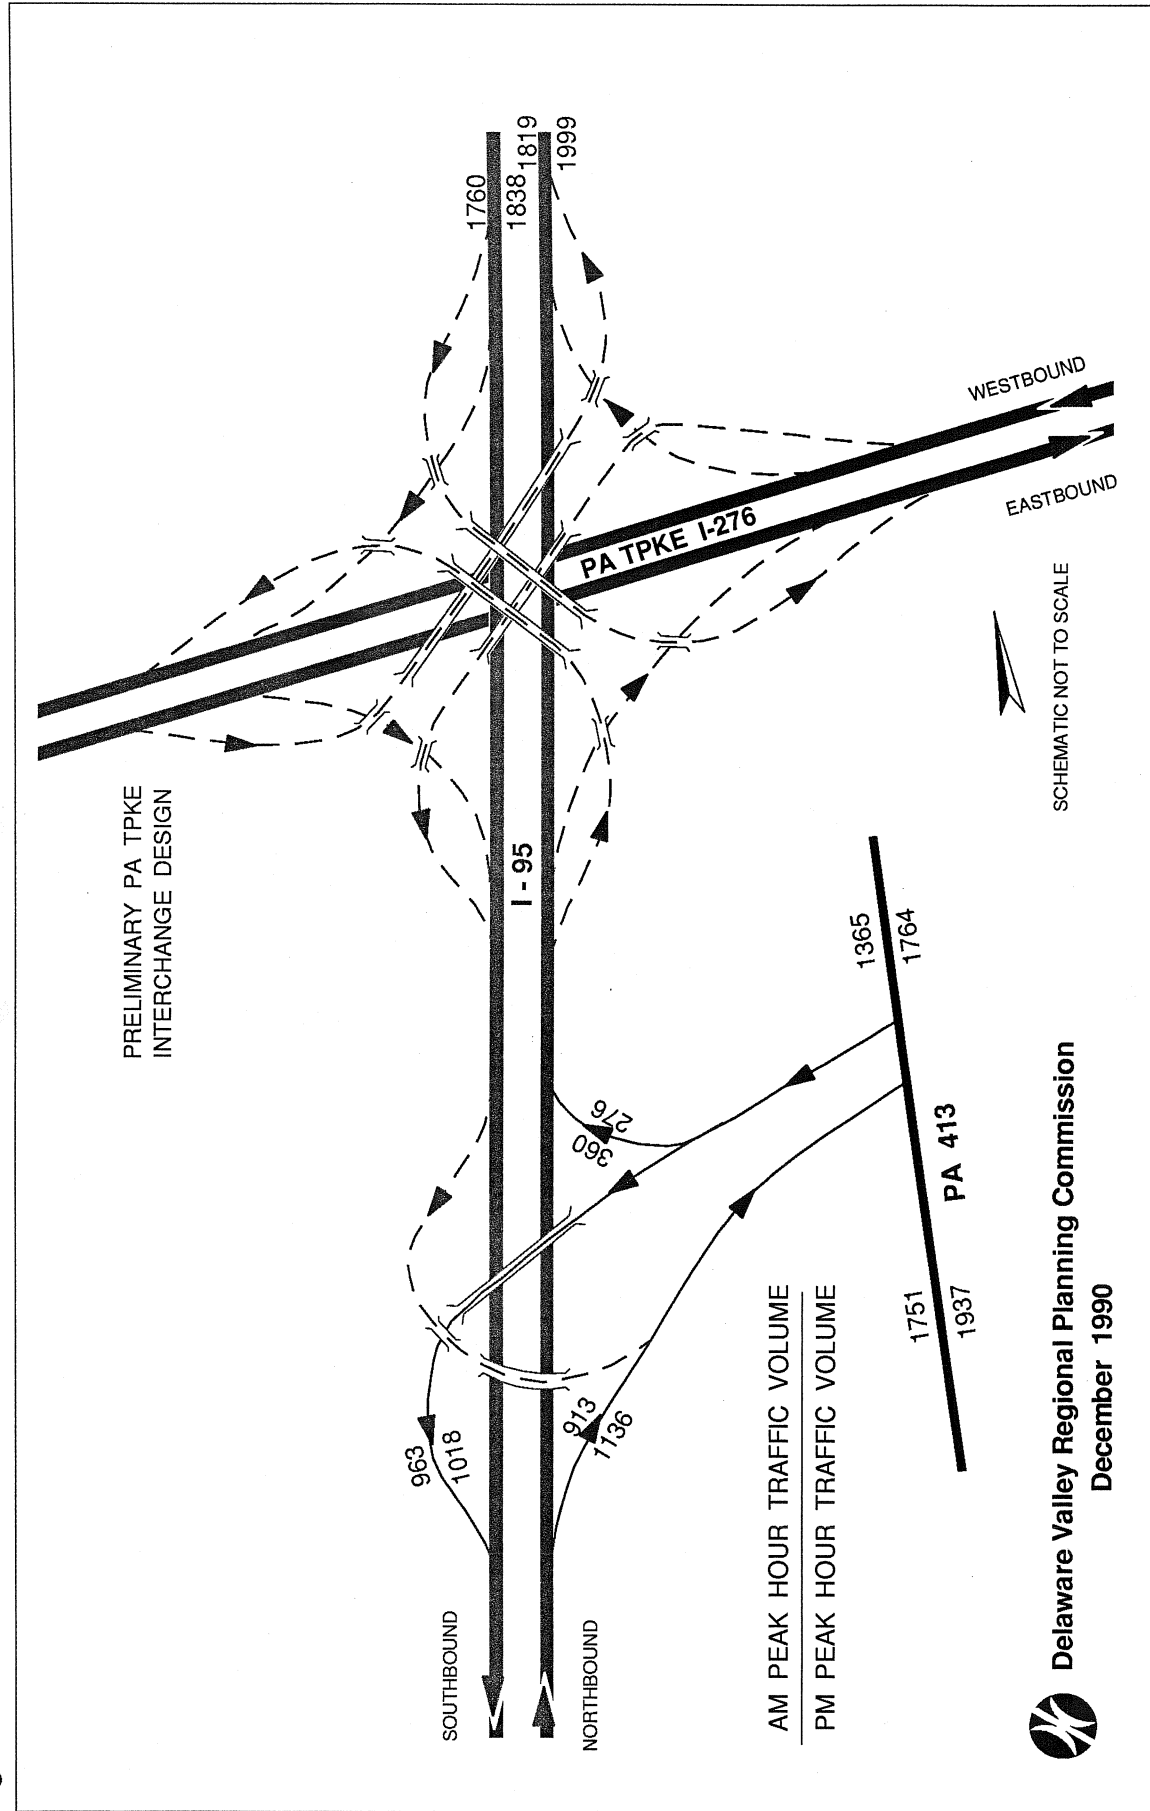 PRELIMINARY PA TPKE
INTERCHANGE DESIGN
1760
1838
1819
1999
I - 95
PA TPKE I-276
WESTBOUND
EASTBOUND
SOUTHBOUND
NORTHBOUND
963
1018
913
1136
360
276
1365
1764
1751
1937
PA 413
SCHEMATIC NOT TO SCALE
AM PEAK HOUR TRAFFIC VOLUME
PM PEAK HOUR TRAFFIC VOLUME
Delaware Valley Regional Planning Commission
December 1990